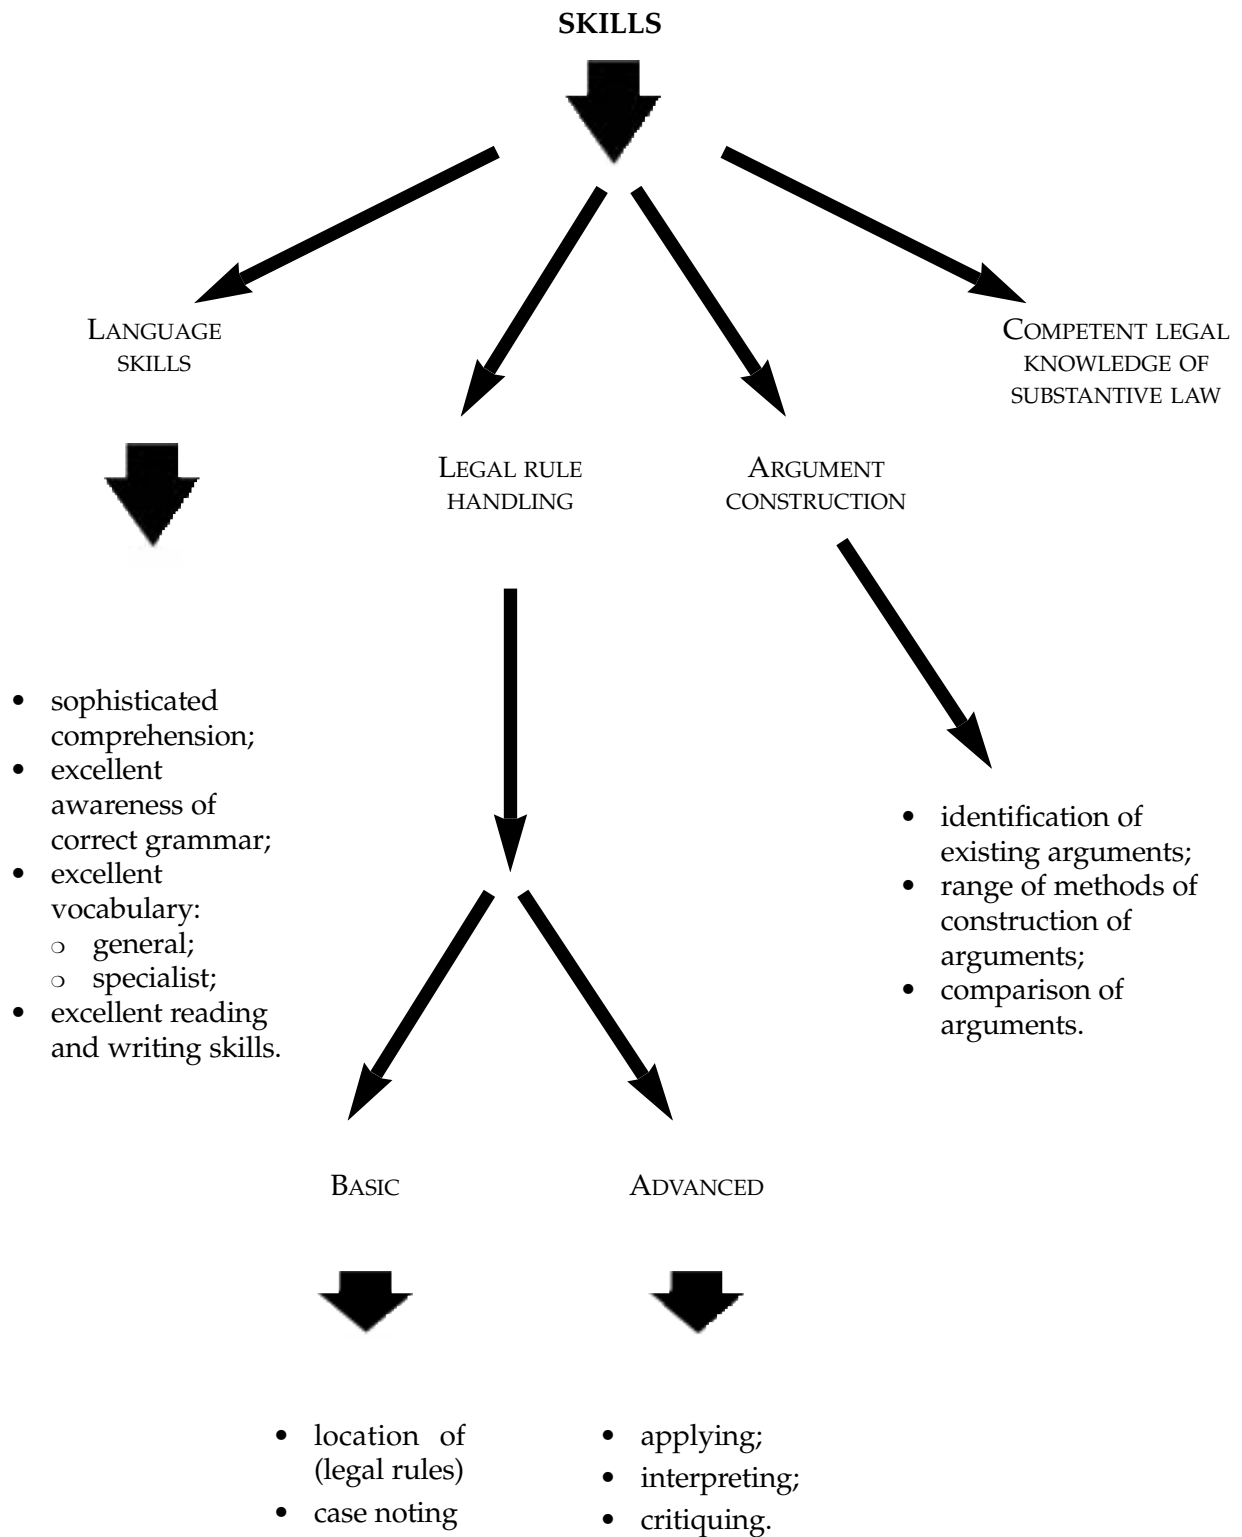 SKILLS
LANGUAGE
SKILLS
COMPETENT LEGAL
KNOWLEDGE OF
SUBSTANTIVE LAW
LEGAL RULE
HANDLING
ARGUMENT
CONSTRUCTION
• sophisticated
comprehension;
• excellent
awareness of
correct grammar;
• excellent
vocabulary:
❍ general;
❍ specialist;
• excellent reading
and writing skills.
• identification of
existing arguments;
• range of methods of
construction of
arguments;
• comparison of
arguments.
BASIC
ADVANCED
• location of
(legal rules)
• case noting
• applying;
• interpreting;
• critiquing.